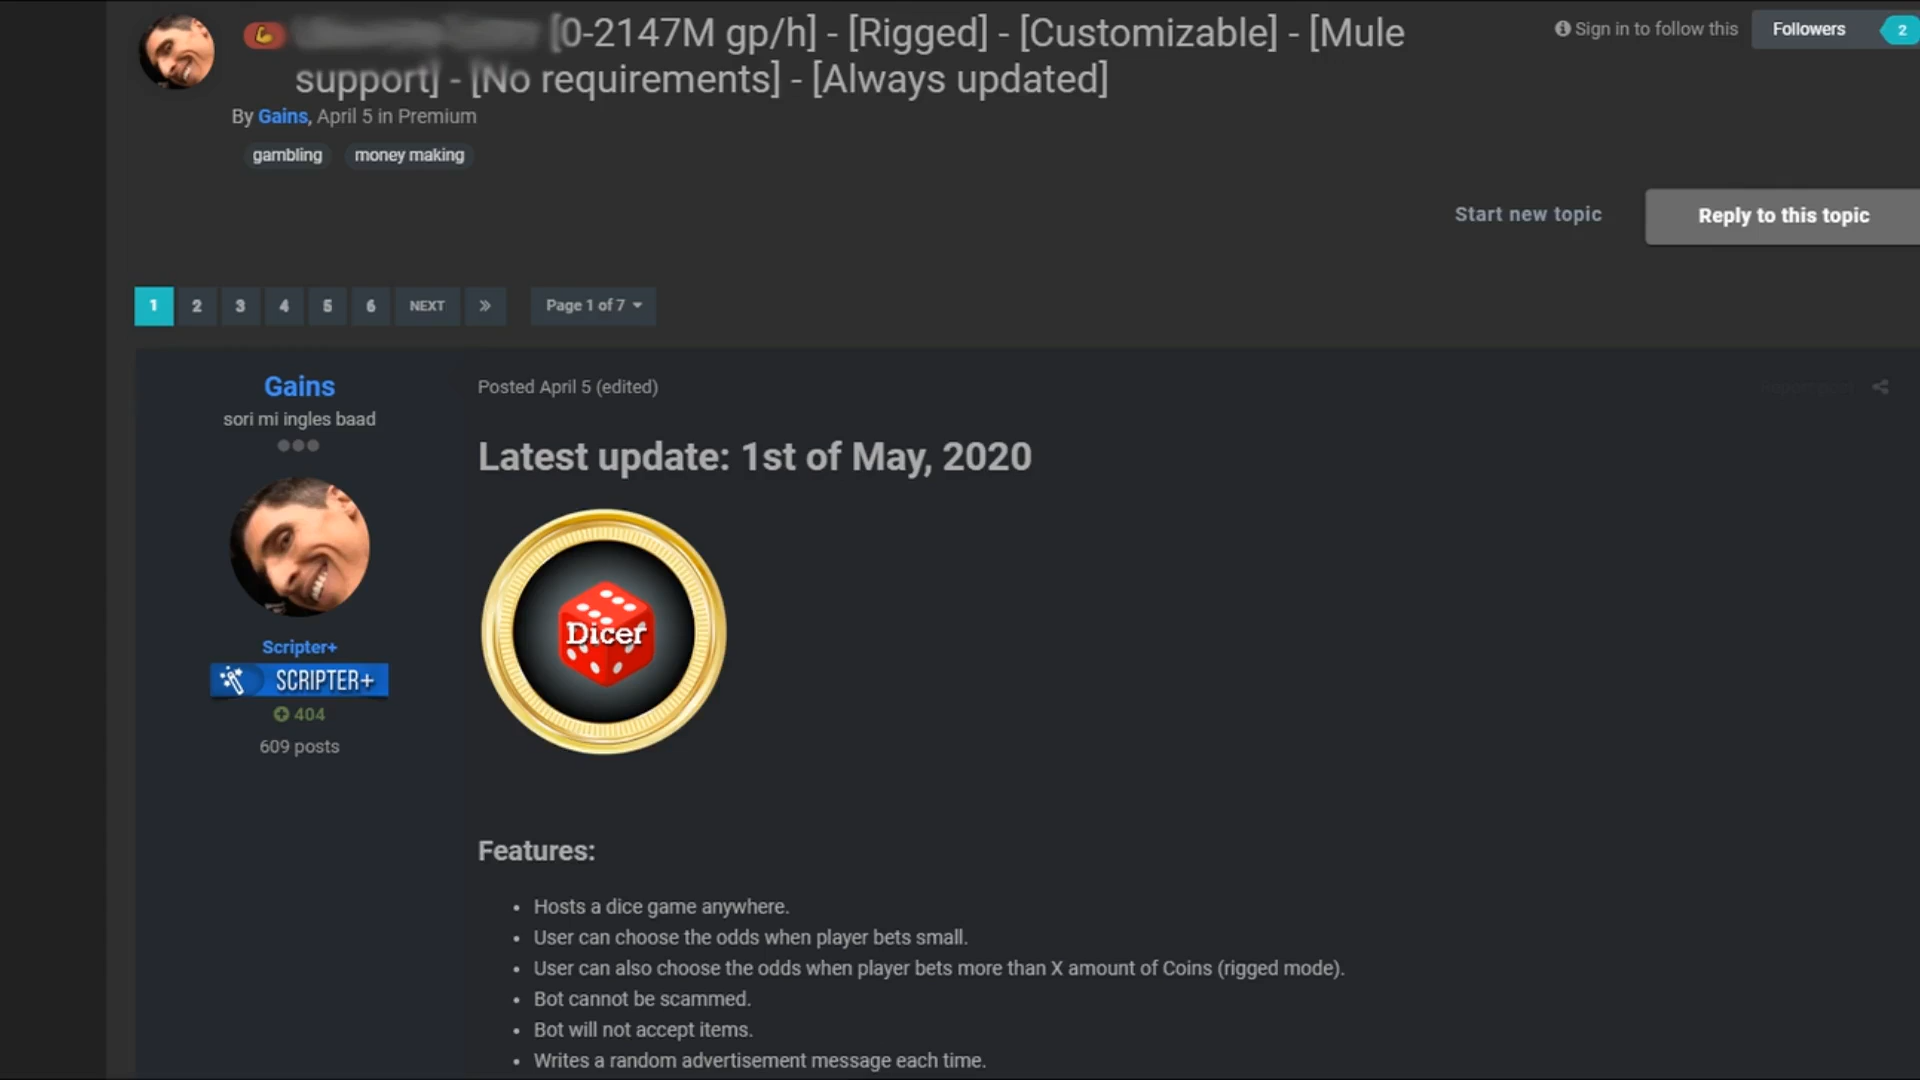 [0-2147M gp/h] - [Rigged] - [Customizable] - [Mule
support] - [No requirements] - [Always updated]
Sign in to follow this
Followers
2
By Gains, April 5 in Premium
gambling
money making
Start new topic
Reply to this topic
1 2 3 4 5 6 NEXT »
Page 1 of 7
Gains
sori mi ingles baad
Posted April 5 (edited)
Latest update: 1st of May, 2020
Dicer
Scripter+
SCRIPTER+
404
609 posts
Features:
• Hosts a dice game anywhere.
• User can choose the odds when player bets small.
• User can also choose the odds when player bets more than X amount of Coins (rigged mode).
• Bot cannot be scammed.
• Bot will not accept items.
• Writes a random advertisement message each time.